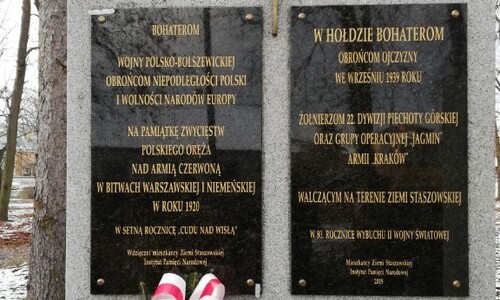 BOHATEROM
WOJNY POLSKO-BOLSZEWICKIEJ
OBROŃCOM NIEPODLEGŁOŚCI POLSKI
I WOLNOŚCI NARODÓW EUROPY
NA PAMIĄTKĘ ZWYCIĘSTW
POLSKIEGO ORĘŻA
NAD ARMIĄ CZERWONĄ
W BITWACH WARSZAWSKIEJ I NIEMEŃSKIEJ
W ROKU 1920
W SETNĄ ROCZNICĘ „CUDU NAD WISŁĄ"
Wdzięczni mieszkańcy Ziemi Staszowskiej
Instytut Pamięci Narodowej
W HOŁDZIE BOHATEROM
OBROŃCOM OJCZYZNY
WE WRZEŚNIU 1939 ROKU
ŻOŁNIERZOM 22. DYWIZJI PIECHOTY GÓRSKIEJ
ORAZ GRUPY OPERACYJNEJ „JAGMIN"
ARMII „KRAKÓW"
WALCZĄCYM NA TERENIE ZIEMI STASZOWSKIEJ
W 81. ROCZNICĘ WYBUCHU II WOJNY ŚWIATOWEJ
Mieszkańcy Ziemi Staszowskiej
Instytut Pamięci Narodowej